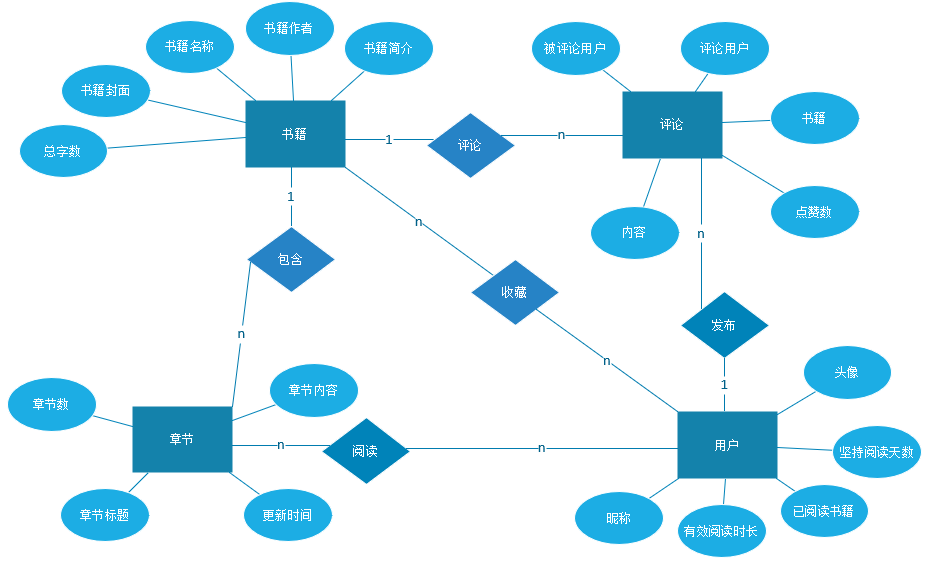 书籍作者
书籍名称
书籍简介
被评论用户
评论用户
书籍封面
书籍
总字数
书籍
1
评论
n
评论
点赞数
1
n
内容
n
包含
收藏
发布
n
n
1
头像
章节数
章节内容
章节
n
阅读
n
用户
坚持阅读天数
章节标题
更新时间
昵称
有效阅读时长
已阅读书籍